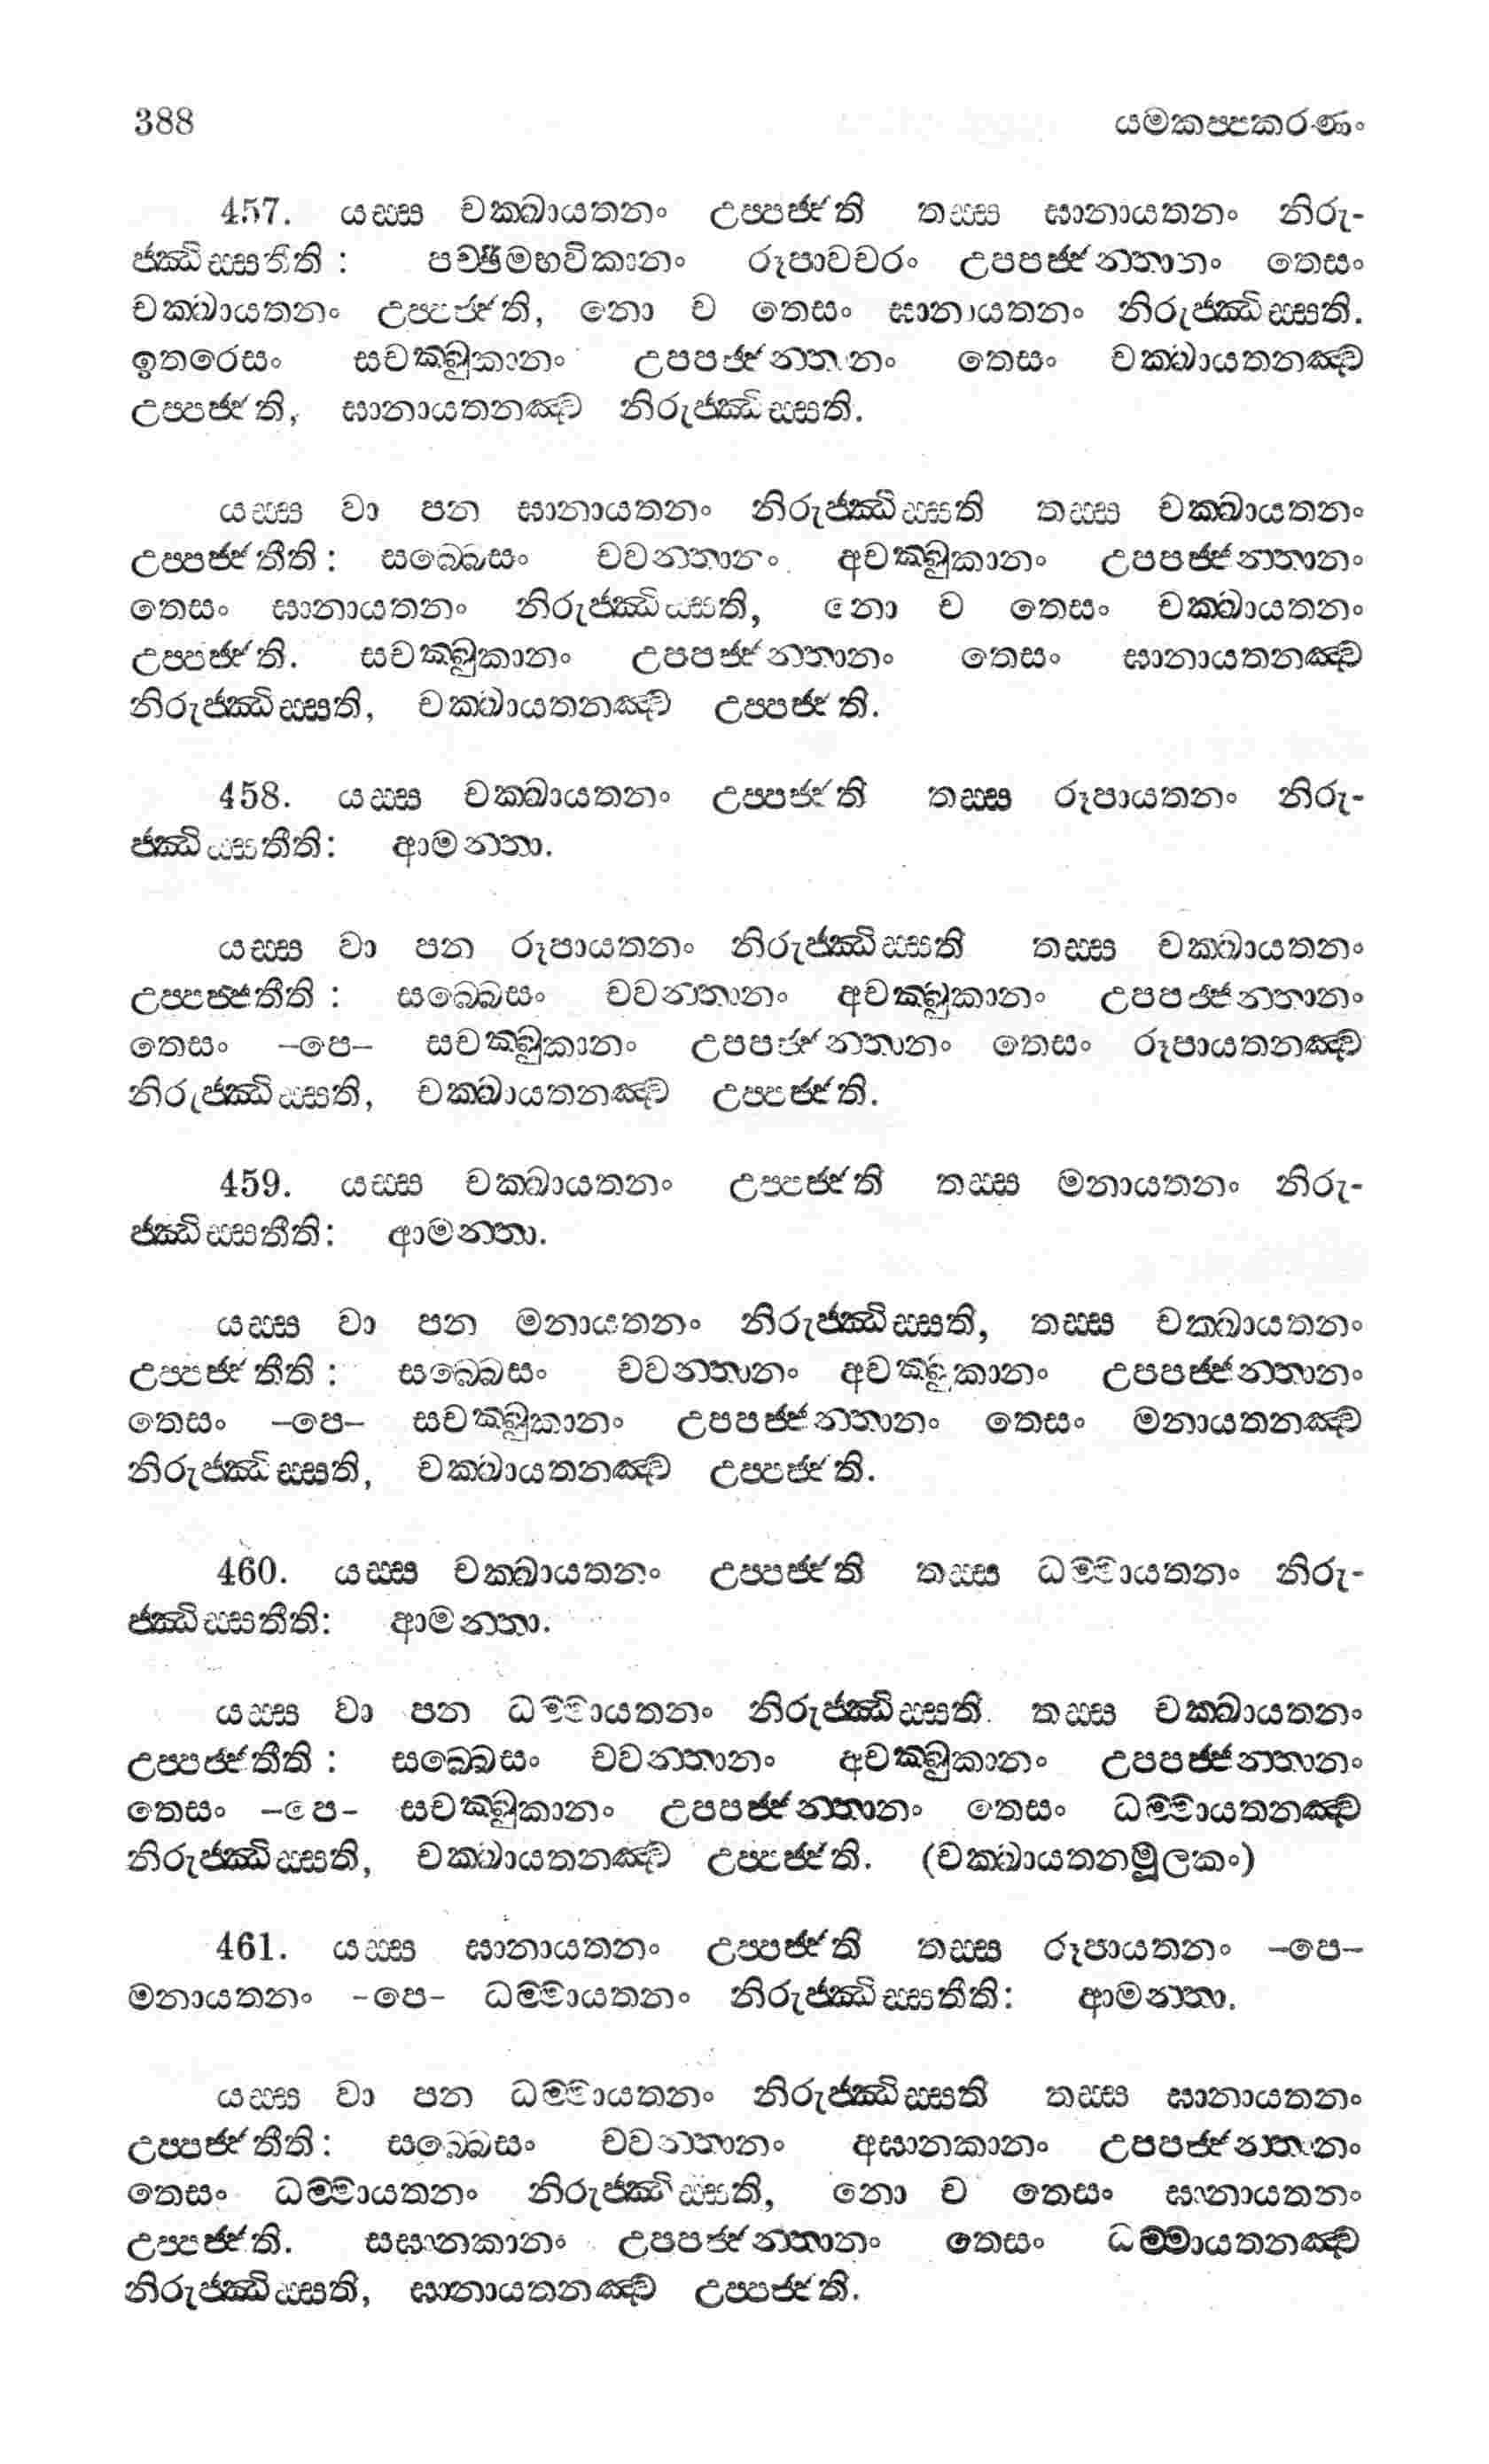 388 යමකප්පකරණං
457. යස්ස චක්ඛායතනං උප්පජ්ජති තස්ස ඝානායතනං නිරු-
ජ්ඣිස්සතීති : පච්ඡිමභවිකානං රූපාවචරං උපපජ්ජන්තානං තෙසං
චක්ඛායතනං උප්පජ්ජති, නො ච තෙසං ඝානායතනං නිරුජ්ඣිස්සති.
ඉතරෙසං සචක්ඛුකානං උපපජ්ජන්තානං තෙසං චක්ඛායතනඤ්ච
උප්පජ්ජති, ඝානායතනඤ්ච නිරුජ්ඣිස්සති.
යස්ස වා පන ඝානායතනං නිරුජ්ඣිස්සති තස්ස චක්ඛායතනං
උප්පජ්ජතීති : සබ්බෙසං චවන්තානං අචක්ඛුකානං උපපජ්ජන්තානං
තෙසං ඝානායතනං නිරුජ්ඣිස්සති, නො ච තෙසං චක්ඛායතනං
උප්පජ්ජති. සචක්ඛුකානං උපපජ්ජන්තානං තෙසං ඝානායතනඤ්ච
නිරුජ්ඣිස්සති, චක්ඛායතනඤ්ච උප්පජ්ජති.
458. යස්ස චක්ඛායතනං උප්පජ්ජති තස්ස රූපායතනං නිරු-
ජ්ඣිස්සතීති: ආමන්තා.
යස්ස වා පන රූපායතනං නිරුජ්ඣිස්සති තස්ස චක්ඛායතනං
උප්පජ්ජතීති : සබ්බෙසං චවන්තානං අචක්ඛුකානං උපපජ්ජන්තානං
තෙසං –පෙ– සචක්ඛුකානං උපපජ්ජන්තානං තෙසං රූපායතනඤ්ච
නිරුජ්ඣිස්සති, චක්ඛායතනඤ්ච උප්පජ්ජති.
459. යස්ස චක්ඛායතනං උප්පජ්ජති තස්ස මනායතනං නිරු-
ජ්ඣිස්සතීති: ආමන්තා.
යස්ස වා පන මනායතනං නිරුජ්ඣිස්සති, තස්ස චක්ඛායතනං
උප්පජ්ජතීති : සබ්බෙසං චවන්තානං අචක්ඛුකානං උපපජ්ජන්තානං
තෙසං –පෙ– සචක්ඛුකානං උපපජ්ජන්තානං තෙසං මනායතනඤ්ච
නිරුජ්ඣිස්සති, චක්ඛායතනඤ්ච උප්පජ්ජති.
460. යස්ස චක්ඛායතනං උප්පජ්ජති තස්ස ධම්මායතනං නිරු-
ජ්ඣිස්සතීති: ආමන්තා.
යස්ස වා පන ධම්මායතනං නිරුජ්ඣිස්සති. තස්ස චක්ඛායතනං
උප්පජ්ජතීති : සබ්බෙසං චවන්තානං අචක්ඛුකානං උපපජ්ජන්තානං
තෙසං –පෙ- සචක්ඛුකානං උපපජ්ජන්තානං තෙසං ධම්මායතනඤ්ච
නිරුජ්ඣිස්සති, චක්ඛායතනඤ්ච උප්පජ්ජති. (චක්ඛායතනමූලකං)
461. යස්ස ඝානායතනං උප්පජ්ජති තස්ස රූපායතනං –පෙ–
මනායතනං -පෙ- ධම්මායතනං නිරුජ්ඣිස්සතීති: ආමන්තා.
යස්ස වා පන ධම්මායතනං නිරුජ්ඣිස්සති තස්ස ඝානායතනං
උප්පජ්ජතීති: සබ්බෙසං චවන්තානං අඝානකානං උපපජ්ජන්තානං
තෙසං ධම්මායතනං නිරුජ්ඣිස්සති, නො ච තෙසං ඝානායතනං
උප්පජ්ජති. සඝානකානං උපපජ්ජන්තානං තෙසං ධම්මායතනඤ්ච
නිරුජ්ඣිස්සති, ඝානායතනඤ්ච උප්පජ්ජති.